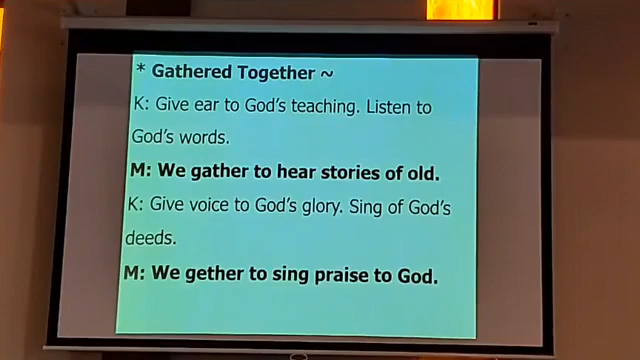 * Gathered Together ~
K: Give ear to God's teaching. Listen to
God's words.
M: We gather to hear stories of old.
K: Give voice to God's glory. Sing of God's
deeds.
M: We gether to sing praise to God.